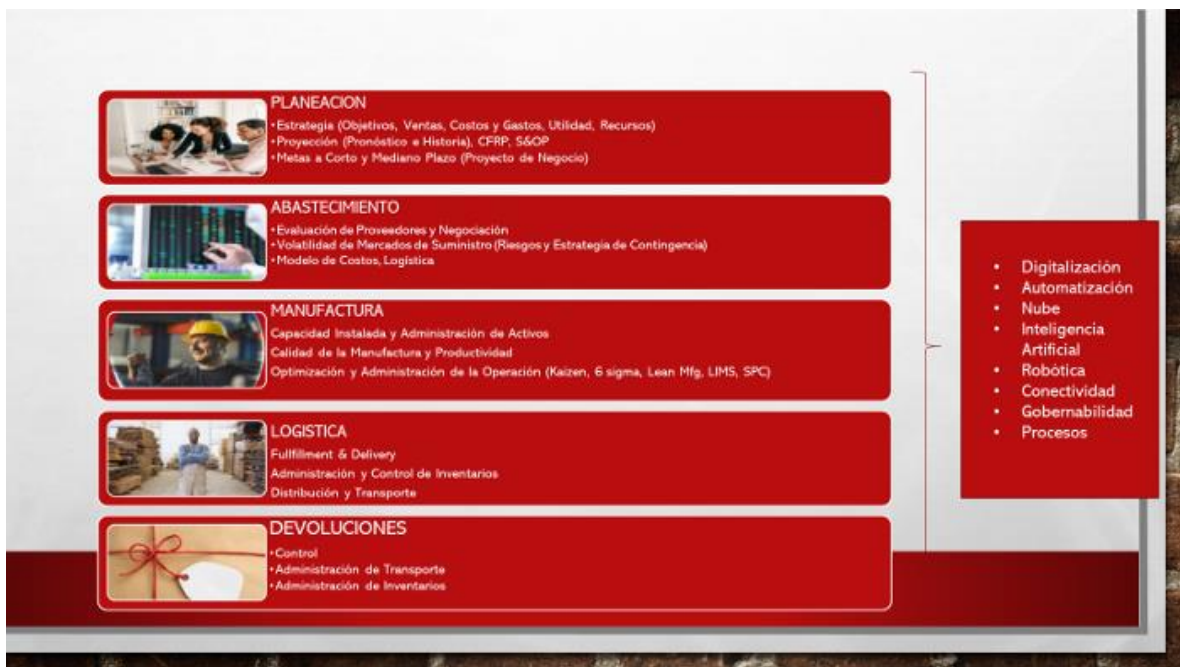 PLANEACION
•Estrategia (Objetivos, Ventas, Costos y Gastos, Utilidad, Recursos)
•Proyección (Pronóstico e Historia), CFRP, S&OP
•Metas a Corto y Mediano Plazo (Proyecto de Negocio)
ABASTECIMIENTO
•Evaluación de Proveedores y Negociación
•Volatilidad de Mercados de Suministro (Riesgos y Estrategia de Contingencia)
•Modelo de Costos, Logística
MANUFACTURA
Capacidad Instalada y Administración de Activos
Calidad de la Manufactura y Productividad
Optimización y Administración de la Operación (Kaizen, 6 sigma, Lean Mfg, LIMS, SPC)
LOGISTICA
Fullfillment & Delivery
Administración y Control de Inventarios
Distribución y Transporte
DEVOLUCIONES
•Control
•Administración de Transporte
•Administración de Inventarios
• Digitalización
• Automatización
• Nube
• Inteligencia
Artificial
• Robótica
• Conectividad
• Gobernabilidad
• Procesos